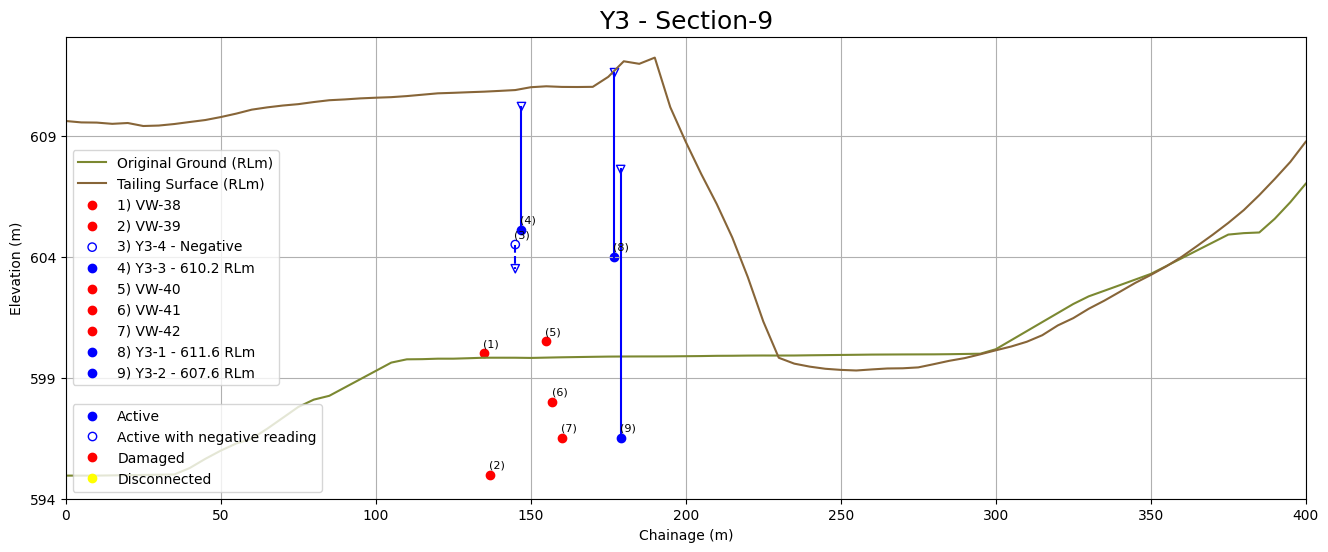 Y3 - Section-9
Elevation (m)
609
604
599
594
Original Ground (RLm)
Tailing Surface (RLm)
1) VW-38
2) VW-39
3) Y3-4 - Negative
4) Y3-3 - 610.2 RLm
5) VW-40
6) VW-41
7) VW-42
8) Y3-1 - 611.6 RLm
9) Y3-2 - 607.6 RLm
Active
Active with negative reading
Damaged
Disconnected
(4)
(3)
(8)
(1)
(5)
(6)
(7)
(9)
(2)
0 50 100 150 200 250 300 350 400
Chainage (m)